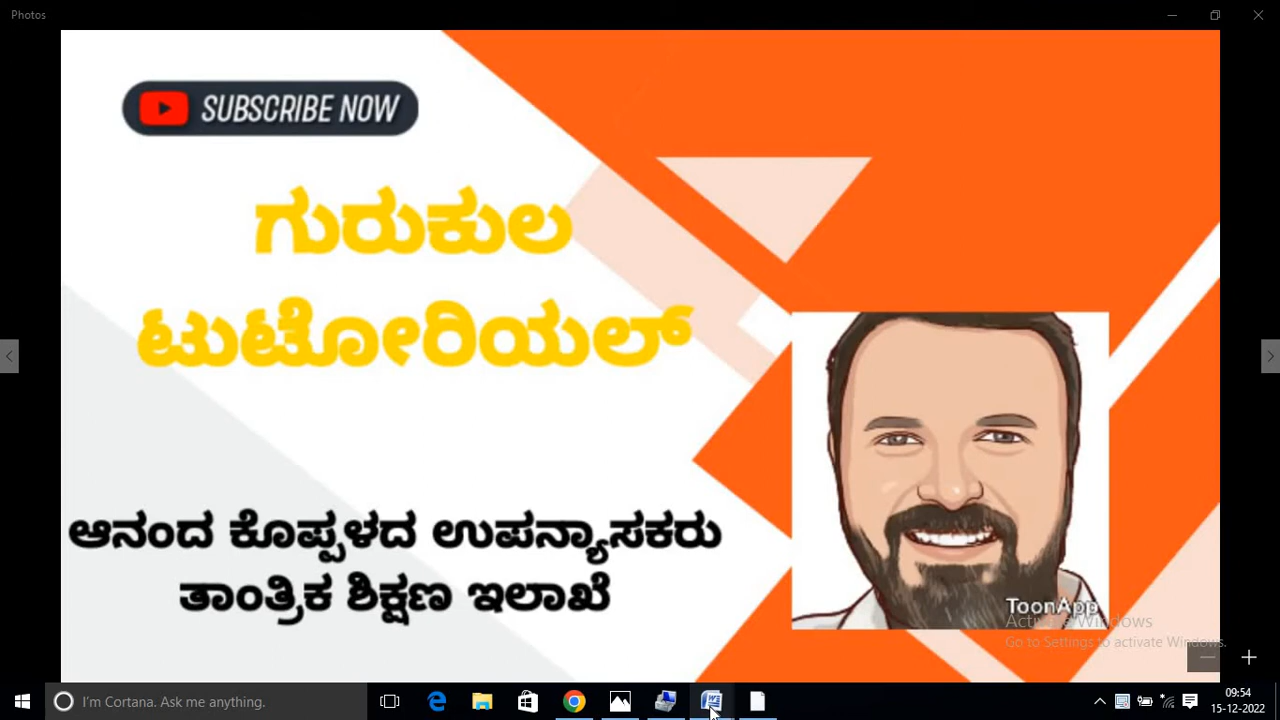 Photos
SUBSCRIBE NOW
ಗುರುಕುಲ
ಟುಟೋರಿಯಲ್
ಆನಂದ ಕೊಪ್ಪಳದ ಉಪನ್ಯಾಸಕರು
ತಾಂತ್ರಿಕ ಶಿಕ್ಷಣ ಇಲಾಖೆ
ToonApp
Activate Windows
Go to Settings to activate Windows.
I'm Cortana. Ask me anything.
09:54
15-12-2022